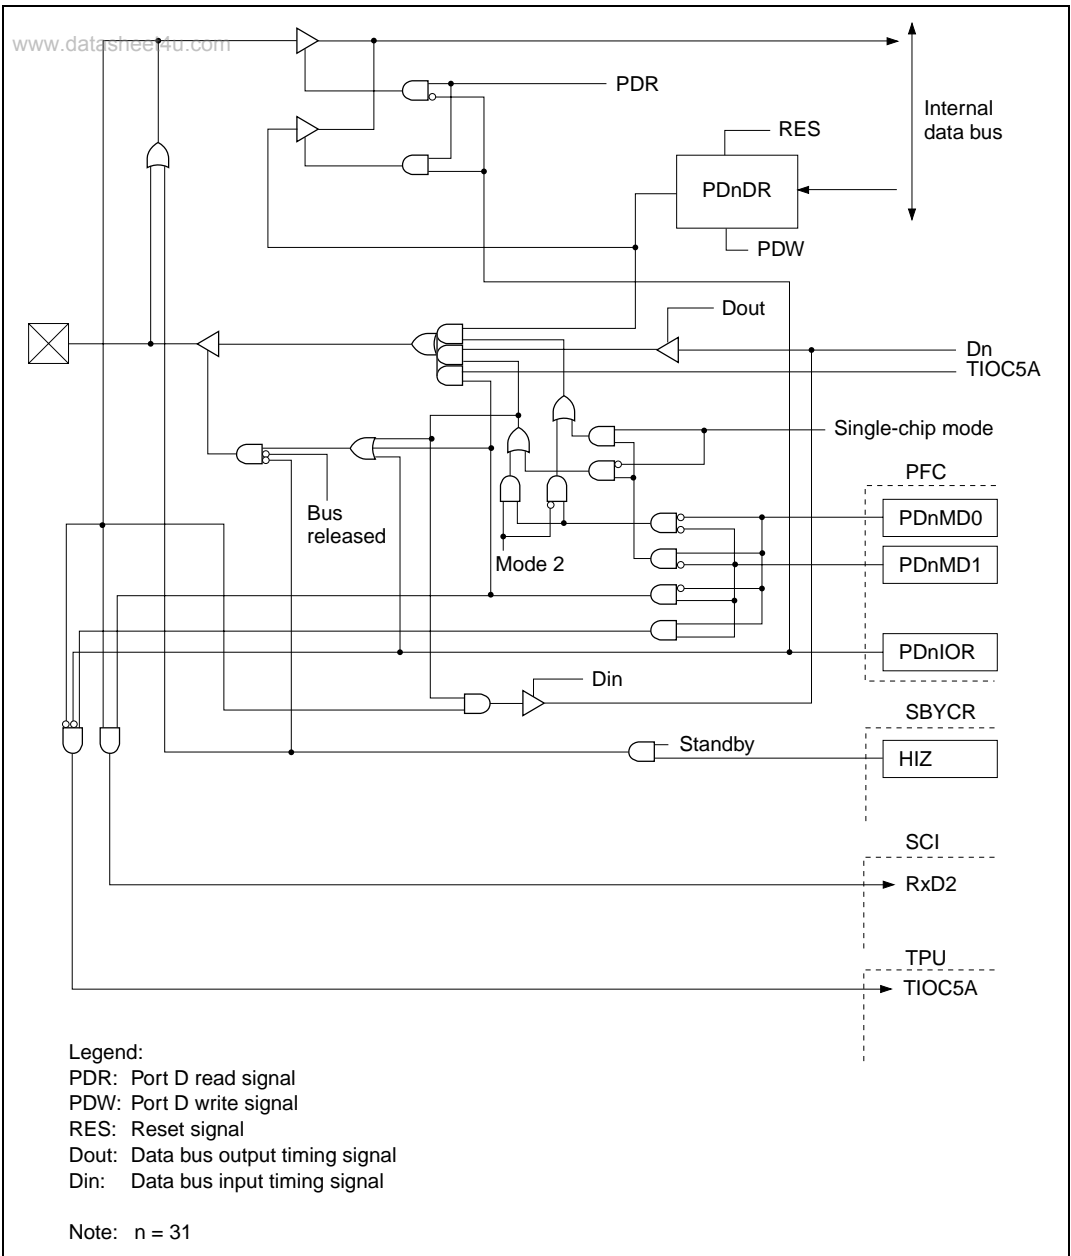 www.datasheet4u.com
PDR
Internal
data bus
RES
PDnDR
PDW
Dout
Dn
TIOC5A
Single-chip mode
PFC
PDnMD0
Bus
released
Mode 2
PDnMD1
PDnIOR
Din
SBYCR
Standby
HIZ
SCI
RxD2
TPU
TIOC5A
Legend:
PDR: Port D read signal
PDW: Port D write signal
RES: Reset signal
Dout: Data bus output timing signal
Din: Data bus input timing signal
Note: n = 31